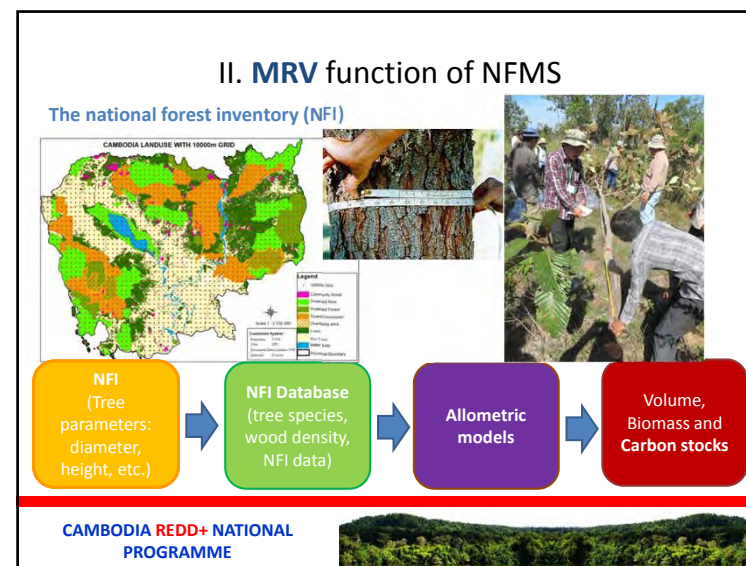 II. MRV function of NFMS
The national forest inventory (NFI)
CAMBODIA LANDUSE WITH 10000m GRID
Legend
NFI
(Tree
parameters:
diameter,
height, etc.)
NFI Database
(tree species,
wood density,
NFI data)
Allometric
models
Volume,
Biomass and
Carbon stocks
CAMBODIA REDD+ NATIONAL
PROGRAMME